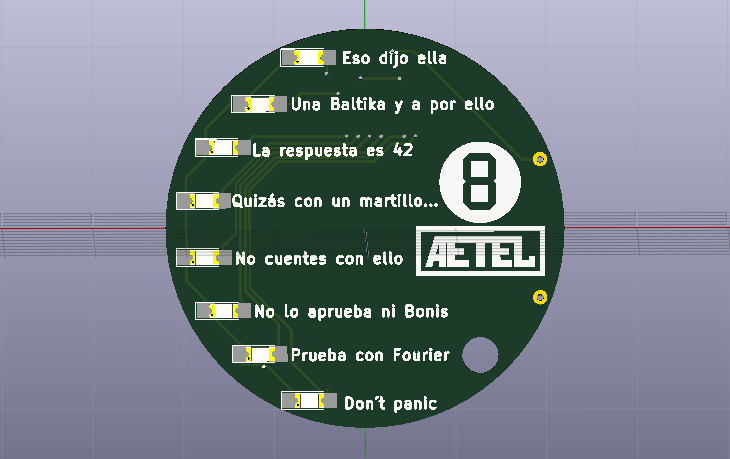 Eso dijo ella
Una Baltika y a por ello
La respuesta es 42
Quizás con un martillo...
8
No cuentes con ello
AETEL
No lo aprueba ni Bonis
Prueba con Fourier
Don't panic